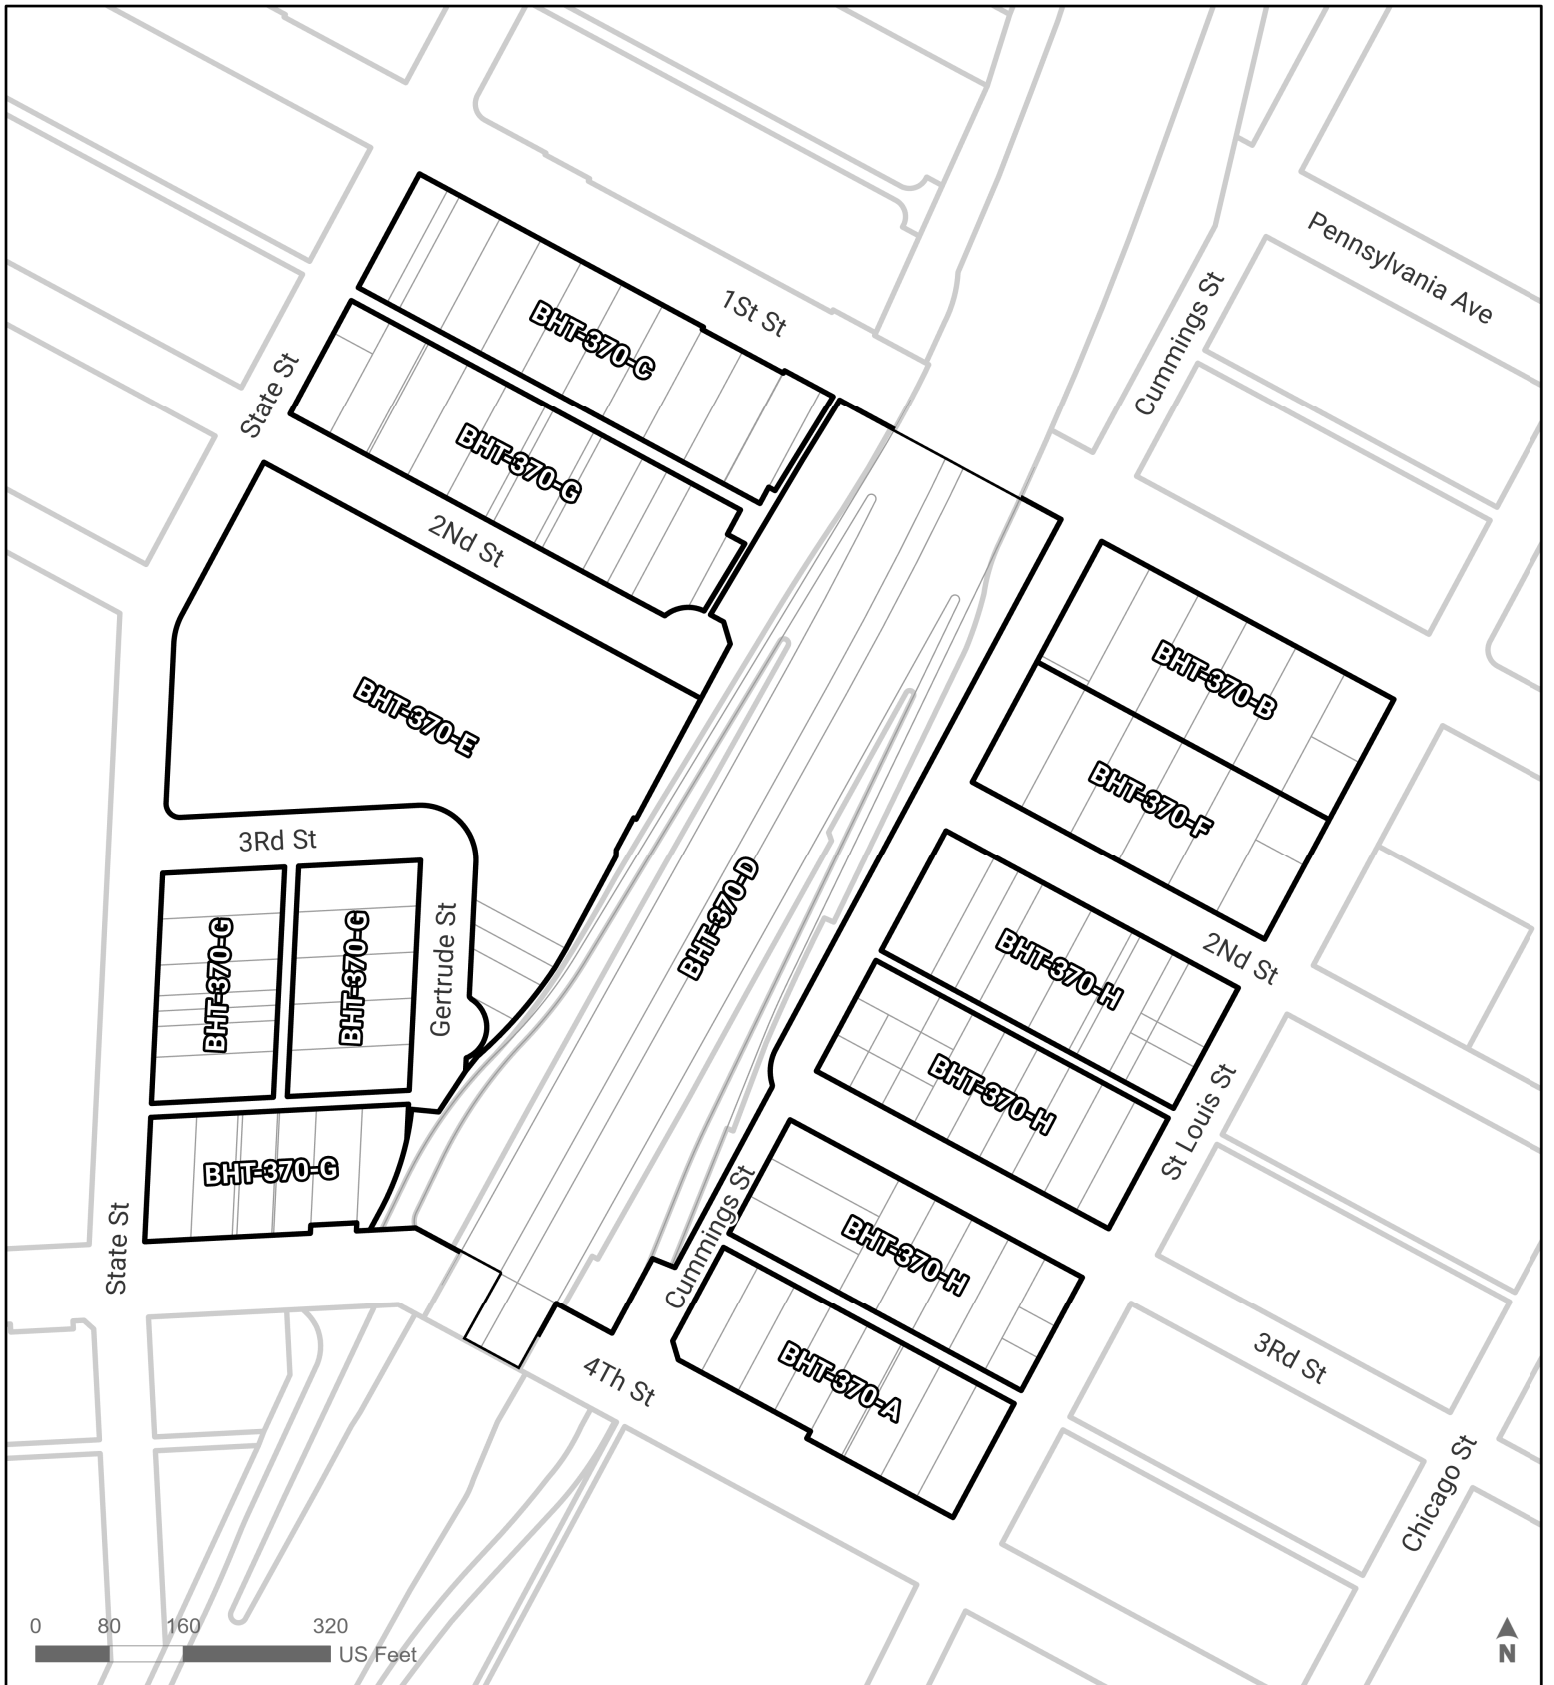 Pennsylvania Ave
1St St
Cummings St
BHT-370-C
State St
BHT-370-G
2Nd St
BHT-370-B
BHT-370-E
BHT-370-F
3Rd St
BHT-370-D
BHT-370-G
BHT-370-G
Gertrude St
2Nd St
BHT-370-H
BHT-370-H
St Louis St
BHT-370-G
State St
Cummings St
BHT-370-H
3Rd St
4Th St
BHT-370-A
Chicago St
0 80 160 320
US Feet
N